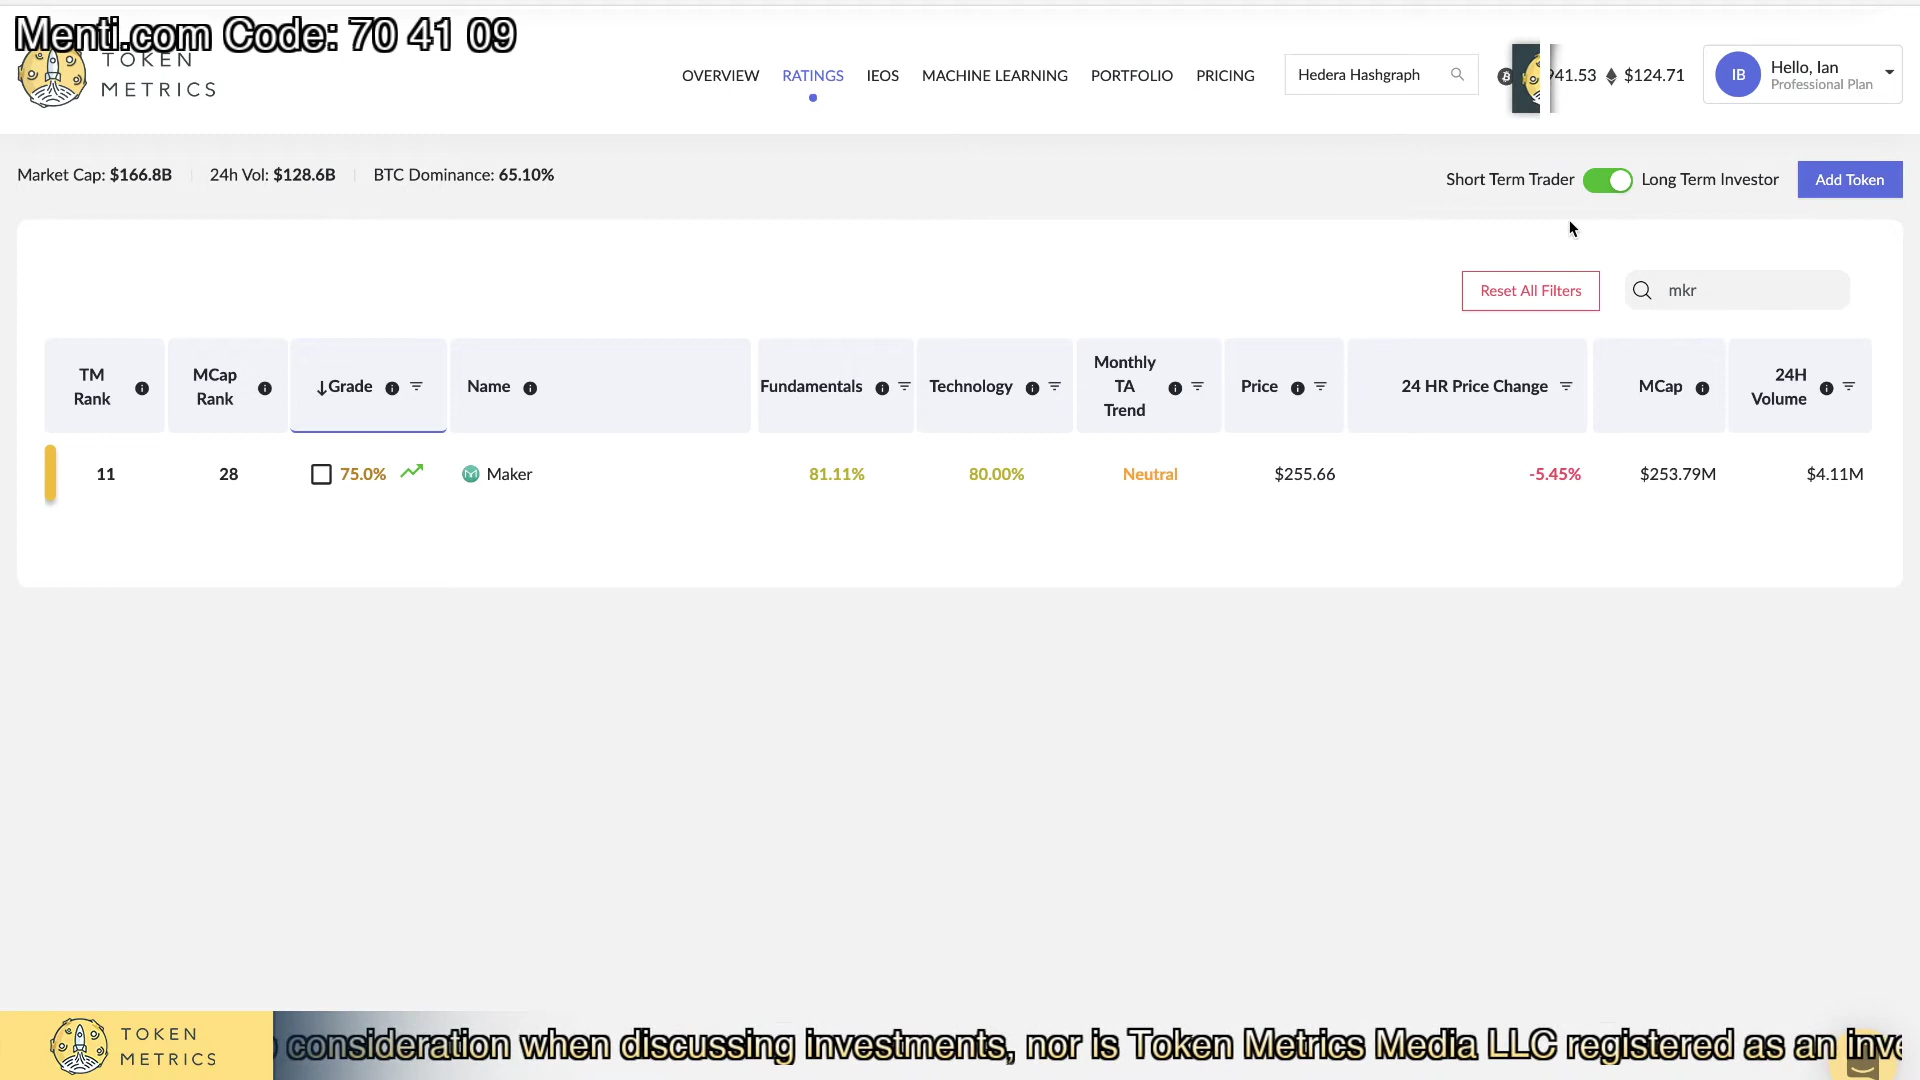 Menti.com Code: 70 41 09
TOKEN
METRICS
OVERVIEW RATINGS IEOS MACHINE LEARNING PORTFOLIO PRICING
Hedera Hashgraph
941.53 $124.71
IB
Hello, Ian
Professional Plan
Market Cap: $166.8B 24h Vol: $128.6B BTC Dominance: 65.10%
Short Term Trader Long Term Investor Add Token
Reset All Filters mkr
TM Rank MCap Rank Grade Name Fundamentals Technology Monthly TA Trend Price 24 HR Price Change MCap 24H Volume
11 28 75.0% Maker 81.11% 80.00% Neutral $255.66 -5.45% $253.79M $4.11M
TOKEN
METRICS
consideration when discussing investments, nor is Token Metrics Media LLC registered as an inve